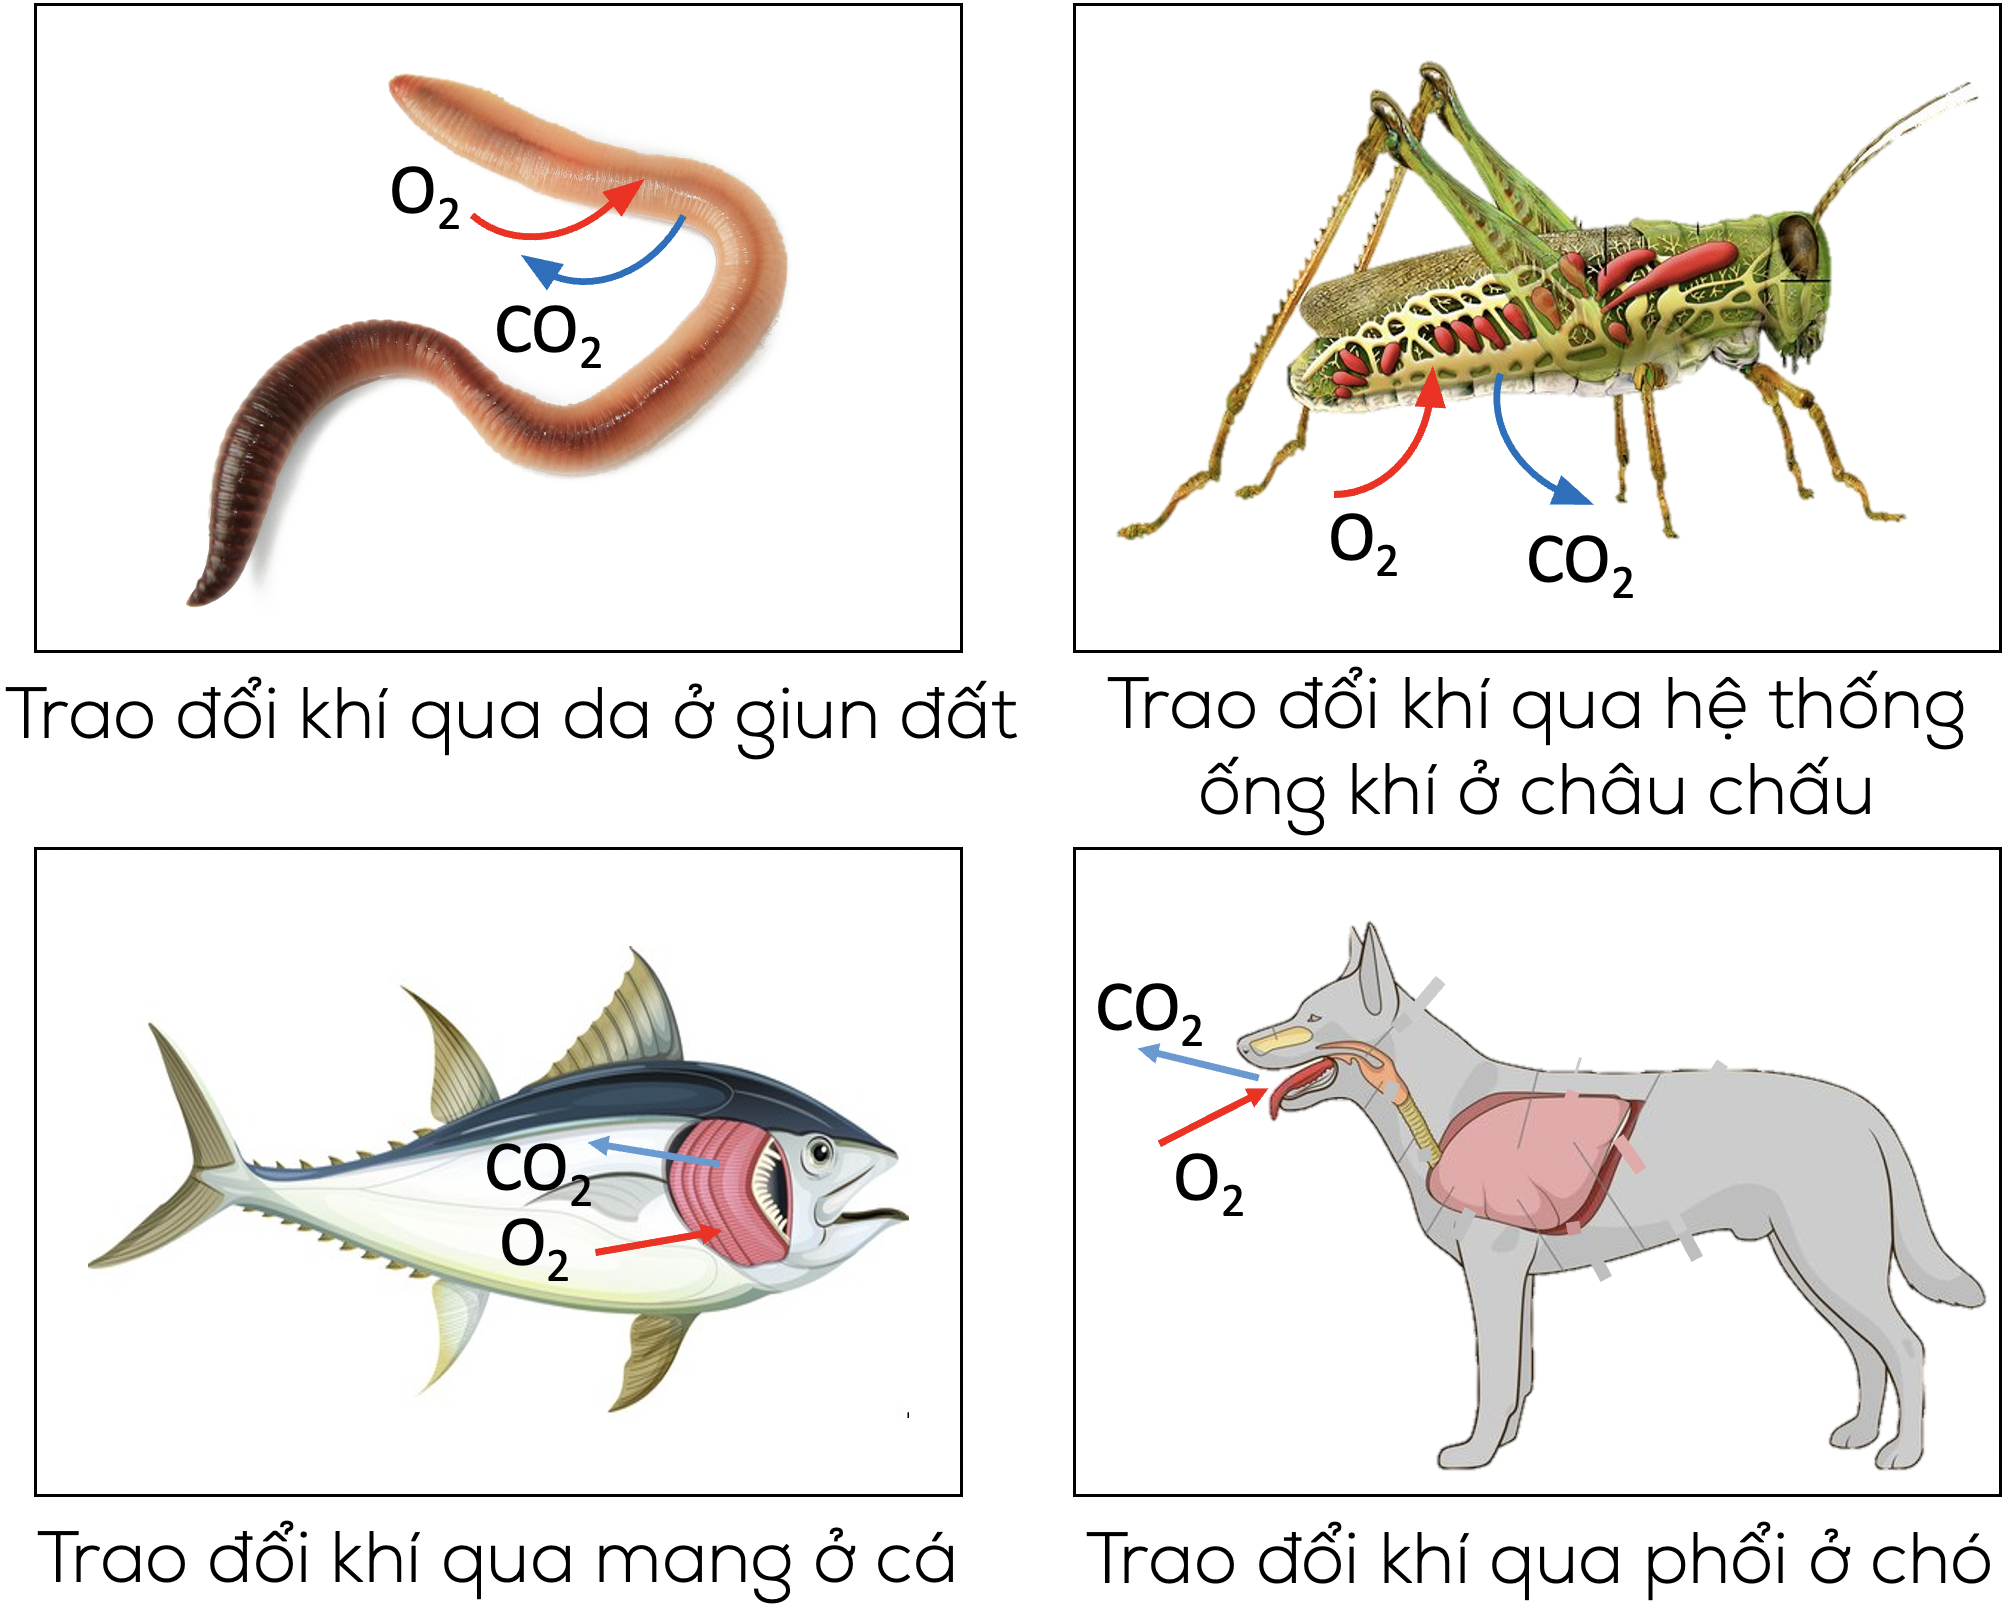 O₂
CO₂
Trao đổi khí qua da ở giun đất
O₂
CO₂
Trao đổi khí qua hệ thống
ống khí ở châu chấu
CO₂
O₂
Trao đổi khí qua mang ở cá
CO₂
O₂
Trao đổi khí qua phổi ở chó